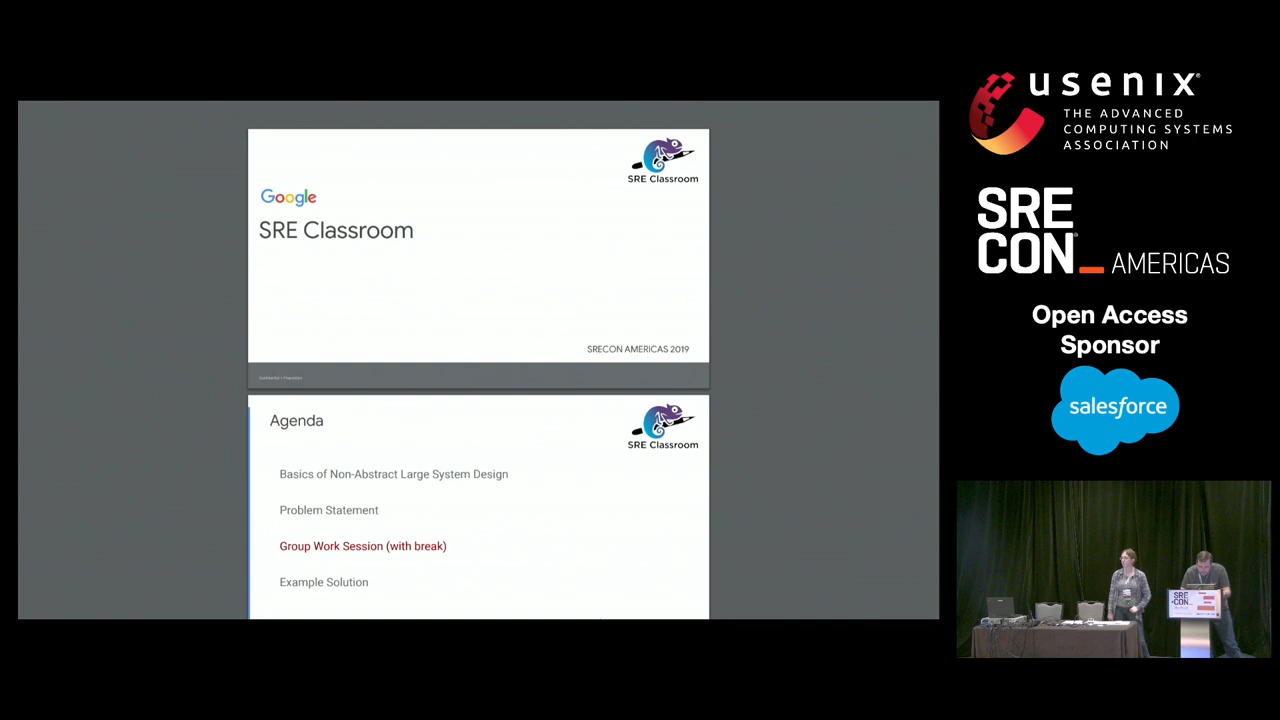 SRE Classroom
Google
SRE Classroom
SRECON AMERICAS 2019
Agenda
SRE Classroom
Basics of Non-Abstract Large System Design
Problem Statement
Group Work Session (with break)
Example Solution
usenix®
THE ADVANCED
COMPUTING SYSTEMS
ASSOCIATION
SRE
CON®
AMERICAS
Open Access
Sponsor
salesforce
SRE
CON